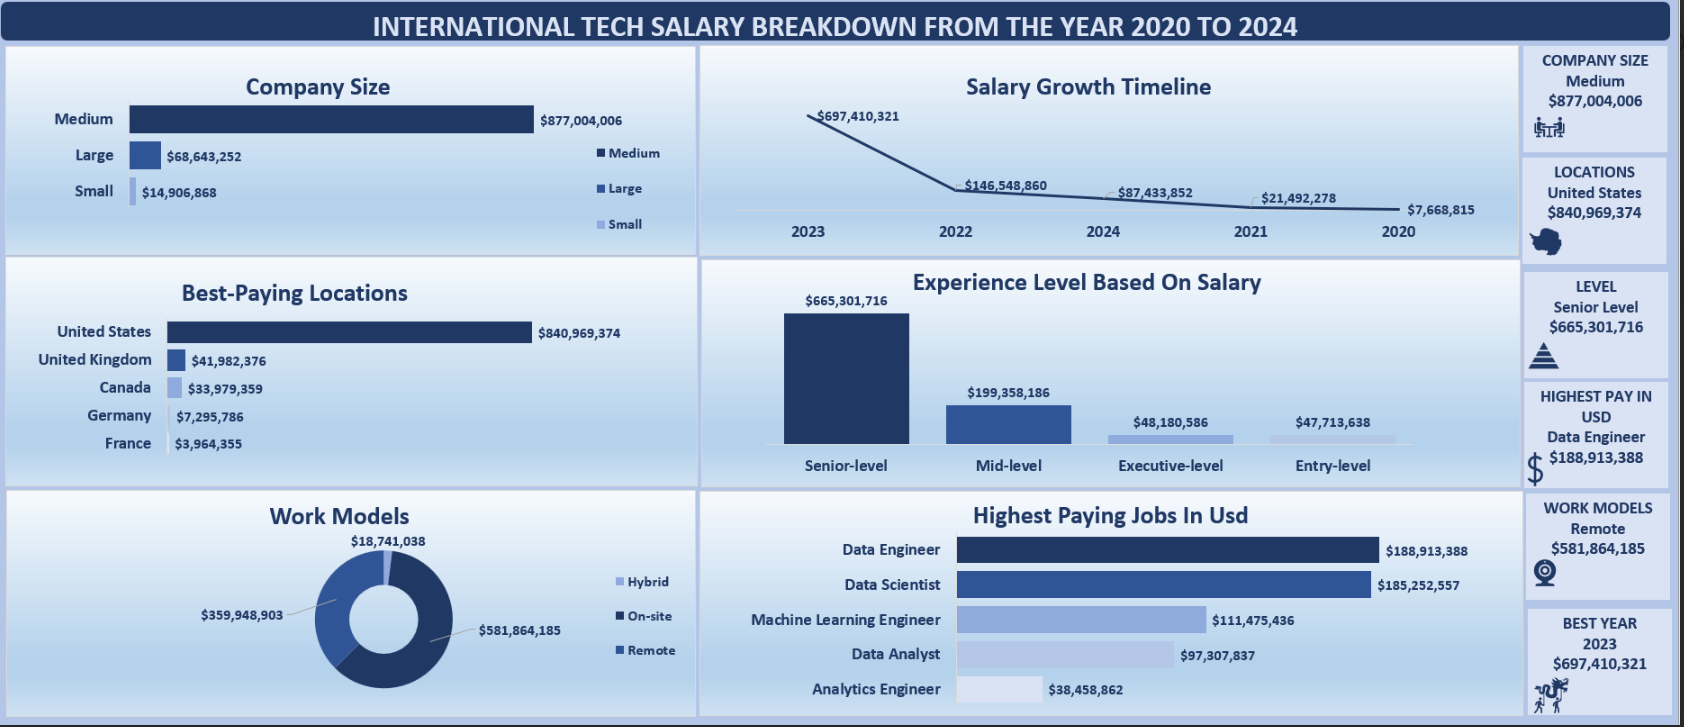 INTERNATIONAL TECH SALARY BREAKDOWN FROM THE YEAR 2020 TO 2024
Company Size
Medium
$877,004,006
Large
$68,643,252
Small
$14,906,868
Medium
Large
Small
Salary Growth Timeline
$697,410,321
$146,548,860
$87,433,852
$21,492,278
$7,668,815
2023
2022
2024
2021
2020
Best-Paying Locations
United States
$840,969,374
United Kingdom
$41,982,376
Canada
$33,979,359
Germany
$7,295,786
France
$3,964,355
Experience Level Based On Salary
$665,301,716
$199,358,186
$48,180,586
$47,713,638
Senior-level
Mid-level
Executive-level
Entry-level
Work Models
$18,741,038
$359,948,903
$581,864,185
Hybrid
On-site
Remote
Highest Paying Jobs In Usd
Data Engineer
$188,913,388
Data Scientist
$185,252,557
Machine Learning Engineer
$111,475,436
Data Analyst
$97,307,837
Analytics Engineer
$38,458,862
COMPANY SIZE
Medium
$877,004,006
LOCATIONS
United States
$840,969,374
LEVEL
Senior Level
$665,301,716
HIGHEST PAY IN
USD
Data Engineer
$188,913,388
WORK MODELS
Remote
$581,864,185
BEST YEAR
2023
$697,410,321